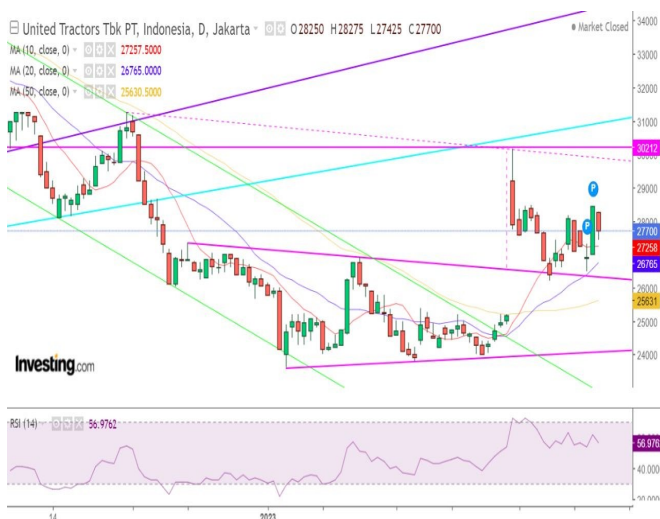 United Tractors Tbk PT, Indonesia, D, Jakarta O28250 H28275 L27425 C27700
Market Closed
MA (10, close, 0) 27257.5000
MA (20, close, 0) 26765.0000
MA (50, close, 0) 25630.5000
34000
33000
32000
31000
30212
29000
P
28000
P
27700
27258
26765
26000
25631
25000
24000
Investing.com
RSI (14) 56.9762
56.976
40.000
14